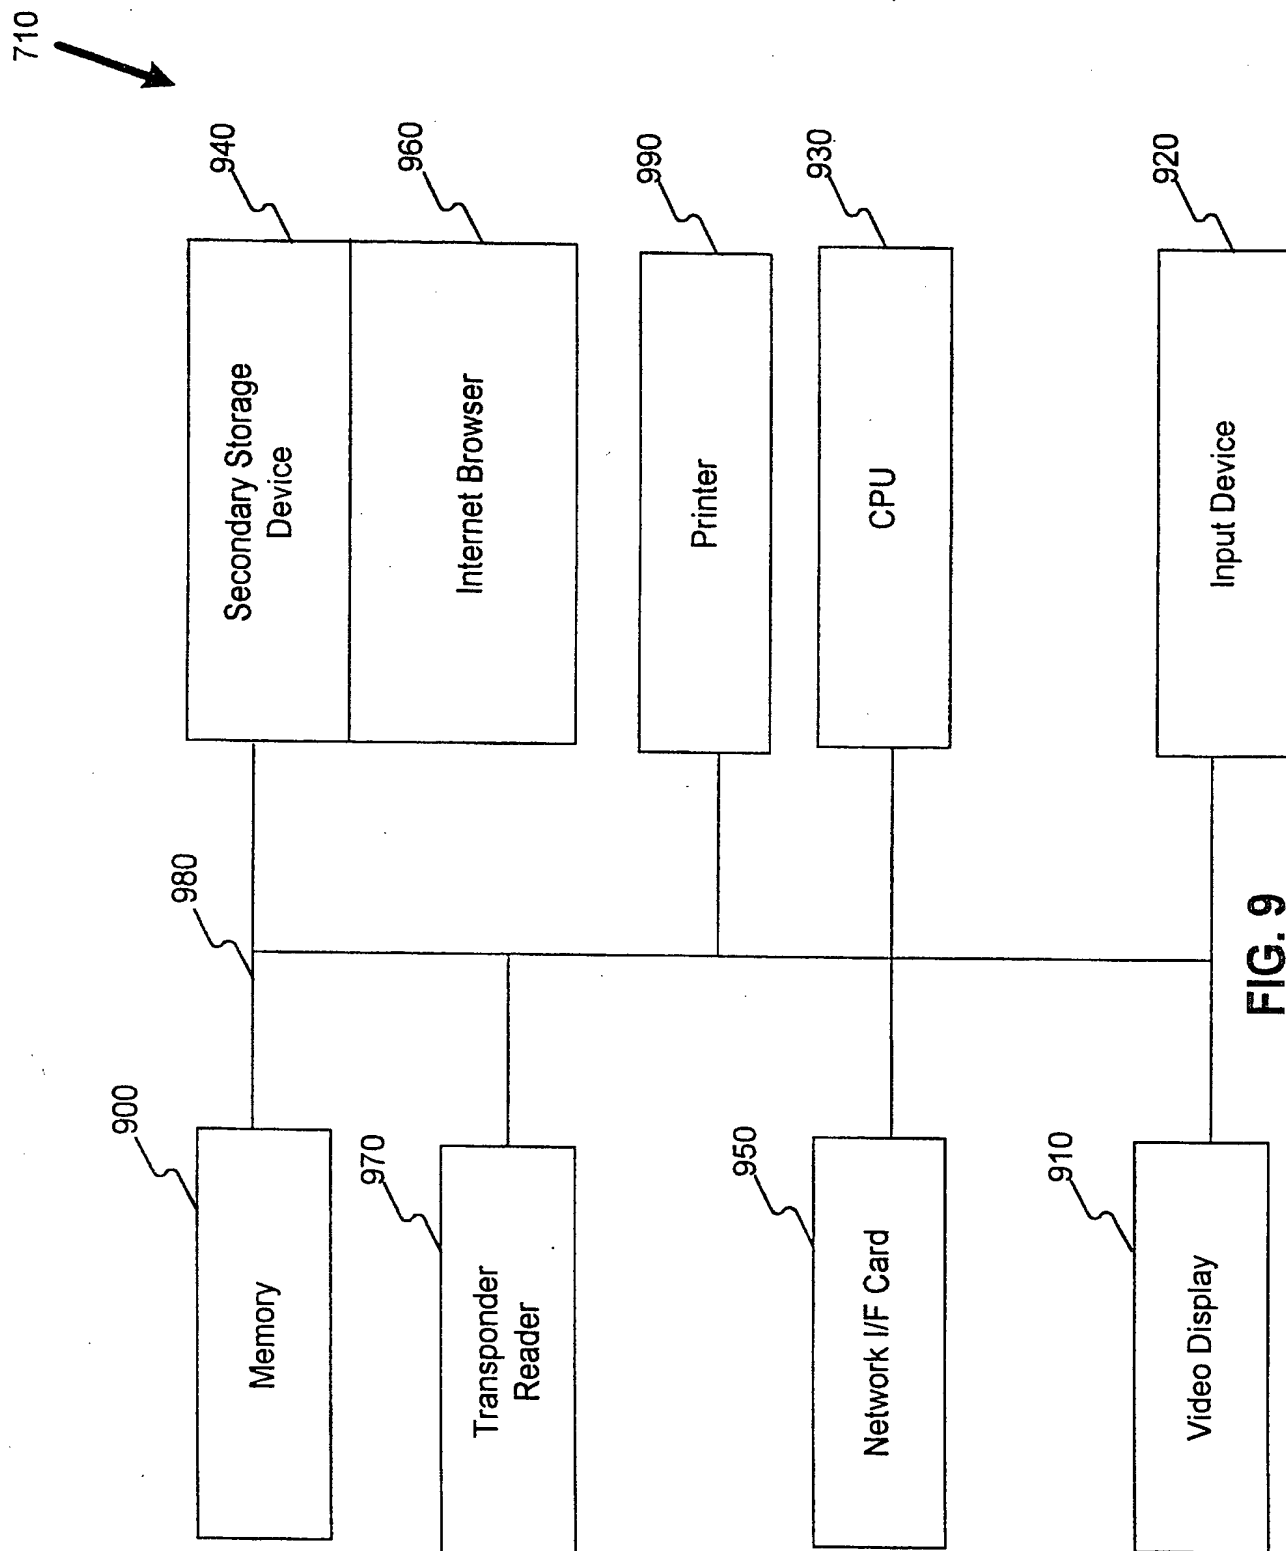 710
900
Memory
970
Transponder
Reader
950
Network I/F Card
910
Video Display
980
940
Secondary Storage
Device
960
Internet Browser
990
Printer
930
CPU
920
Input Device
FIG. 9